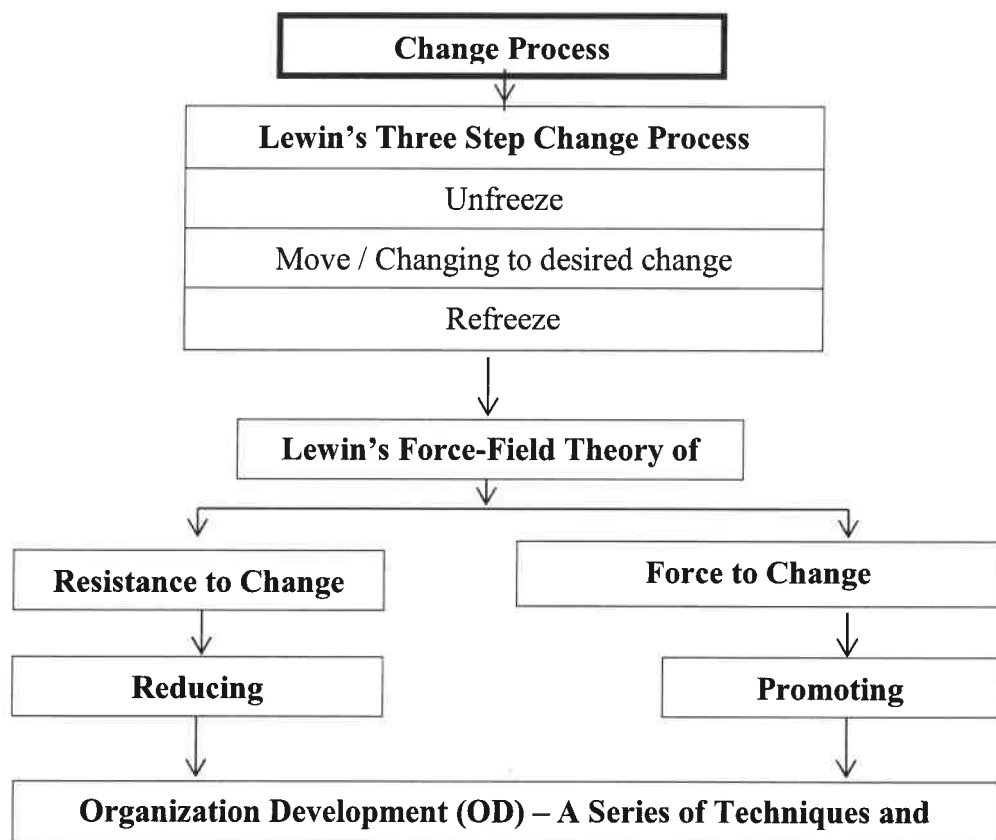 Change Process
Lewin’s Three Step Change Process
Unfreeze
Move / Changing to desired change
Refreeze
Lewin’s Force-Field Theory of
Resistance to Change
Force to Change
Reducing
Promoting
Organization Development (OD) – A Series of Techniques and